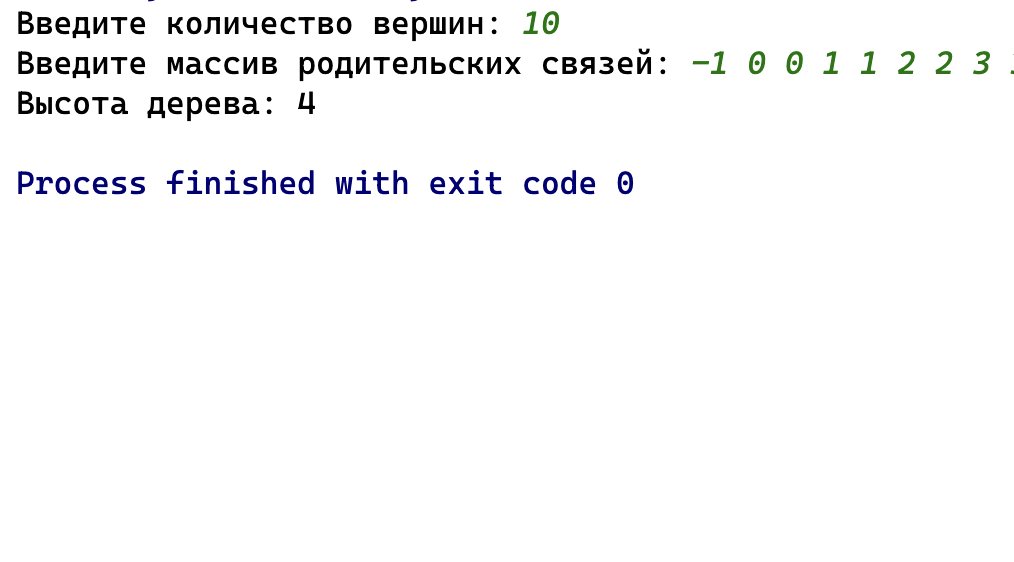 Введите количество вершин: 10
Введите массив родительских связей: -1 0 0 1 1 2 2 3
Высота дерева: 4
Process finished with exit code 0